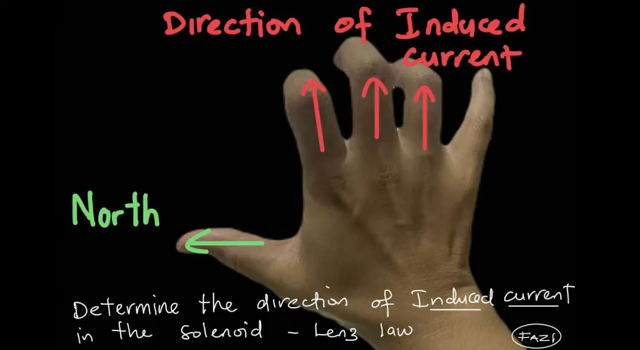 Direction of Induced
current
North
Determine the direction of Induced current
in the solenoid - Lenz law
FAZI